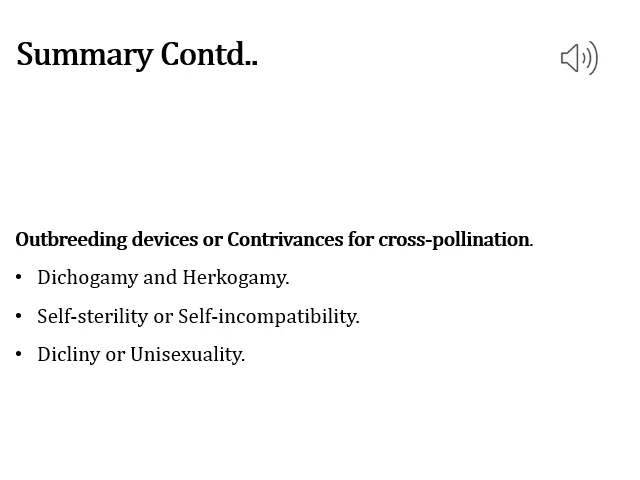 Summary Contd..
Outbreeding devices or Contrivances for cross-pollination.
• Dichogamy and Herkogamy.
• Self-sterility or Self-incompatibility.
• Dicliny or Unisexuality.